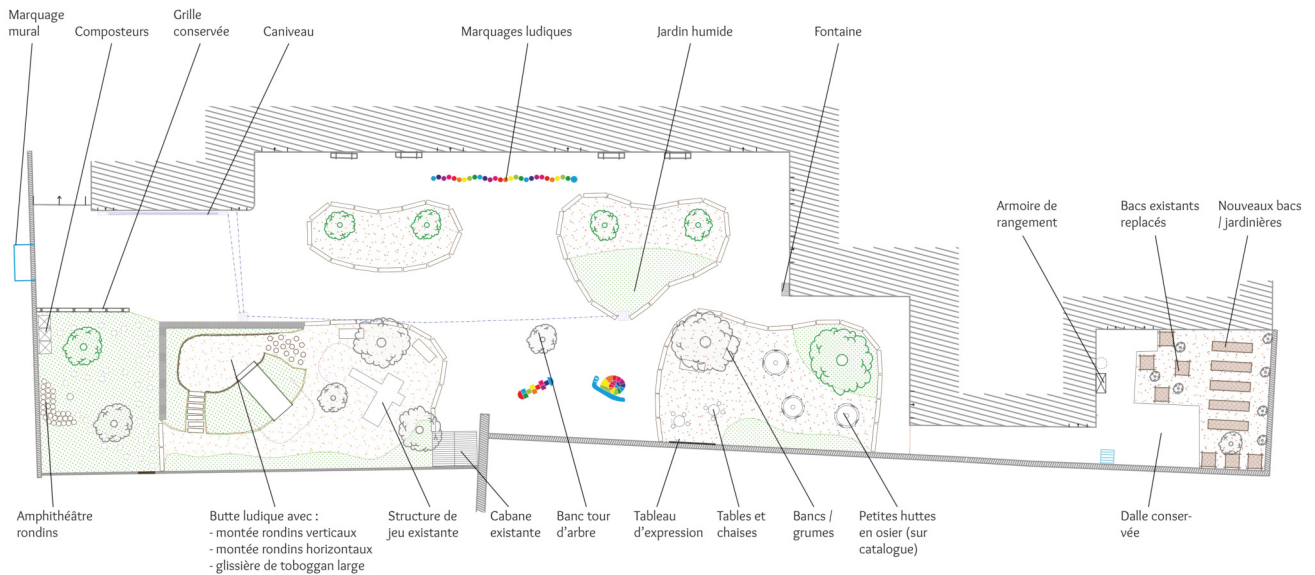 Marquage
mural
Composteurs
Grille
conservée
Caniveau
Marquages ludiques
Jardin humide
Fontaine
Armoire de
rangement
Bacs existants
replacés
Nouveaux bacs
/ jardinières
Amphithéâtre
rondins
Butte ludique avec :
- montée rondins verticaux
- montée rondins horizontaux
- glissière de toboggan large
Structure de
jeu existante
Cabane
existante
Banc tour
d'arbre
Tableau
d'expression
Tables et
chaises
Bancs /
grumes
Petites huttes
en osier (sur
catalogue)
Dalle conser-
vée